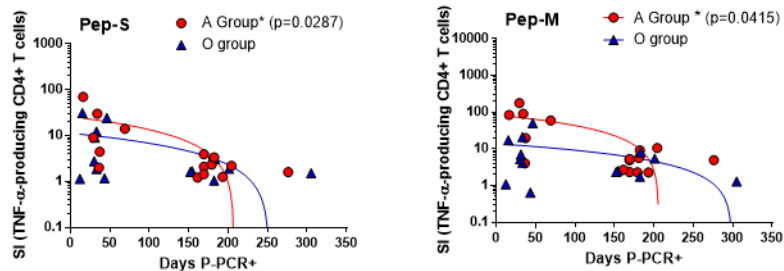 Pep-S
A Group* (p=0.0287)
O group
SI (TNF-α-producing CD4+ T cells)
1000
100
10
1
0.1
0 50 100 150 200 250 300 350
Days P-PCR+
Pep-M
A Group * (p=0.0415)
O group
SI (TNF-α-producing CD4+ T cells)
10000
1000
100
10
1
0.1
0 50 100 150 200 250 300 350
Days P-PCR+